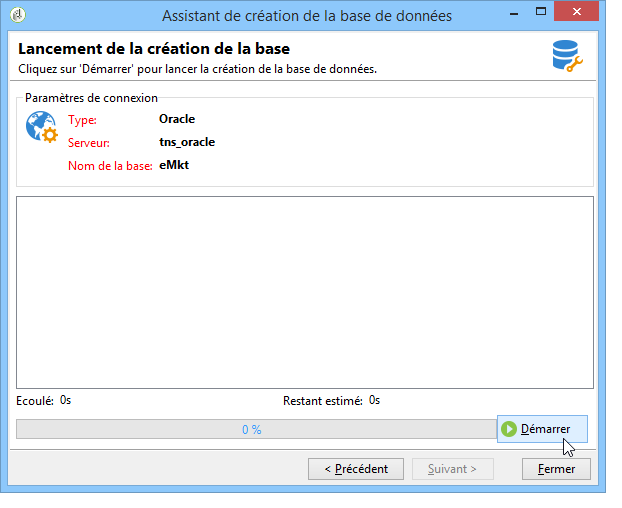 Assistant de création de la base de données
Lancement de la création de la base
Cliquez sur 'Démarrer' pour lancer la création de la base de données.
Paramètres de connexion
Type: Oracle
Serveur: tns_oracle
Nom de la base: eMkt
Ecoulé: 0s Restant estimé: 0s
0 % Démarrer
< Précédent Suivant > Fermer